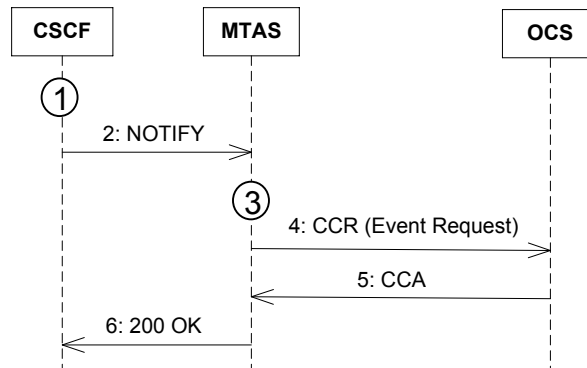 CSCF
MTAS
OCS
1
2: NOTIFY
3
4: CCR (Event Request)
5: CCA
6: 200 OK